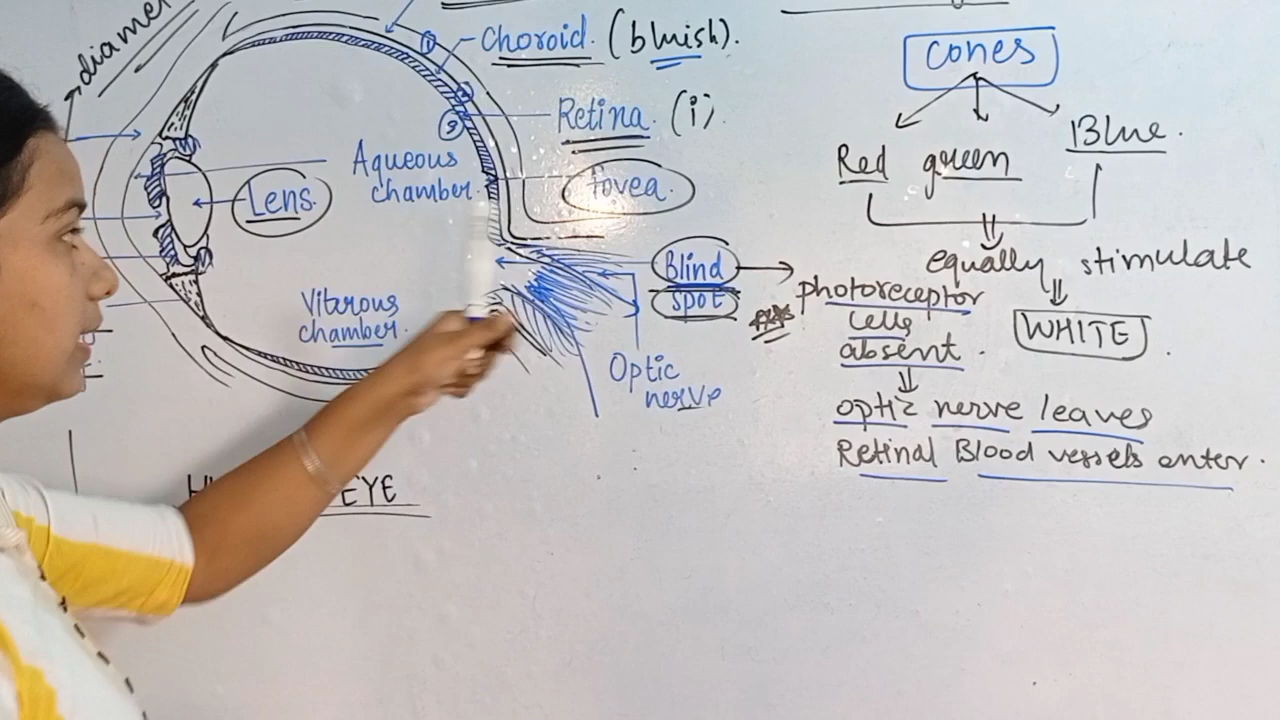 diamet
Choroid. (bluish).
Retina. (i)
Aqueous
chamber.
fovea.
Lens.
Vitrous
chamber.
Blind
spot
Optic
nerve
EYE
cones
Red green Blue.
equally stimulate
WHITE
photoreceptor
cells
absent.
optic nerve leaves
Retinal Blood vessels enter.